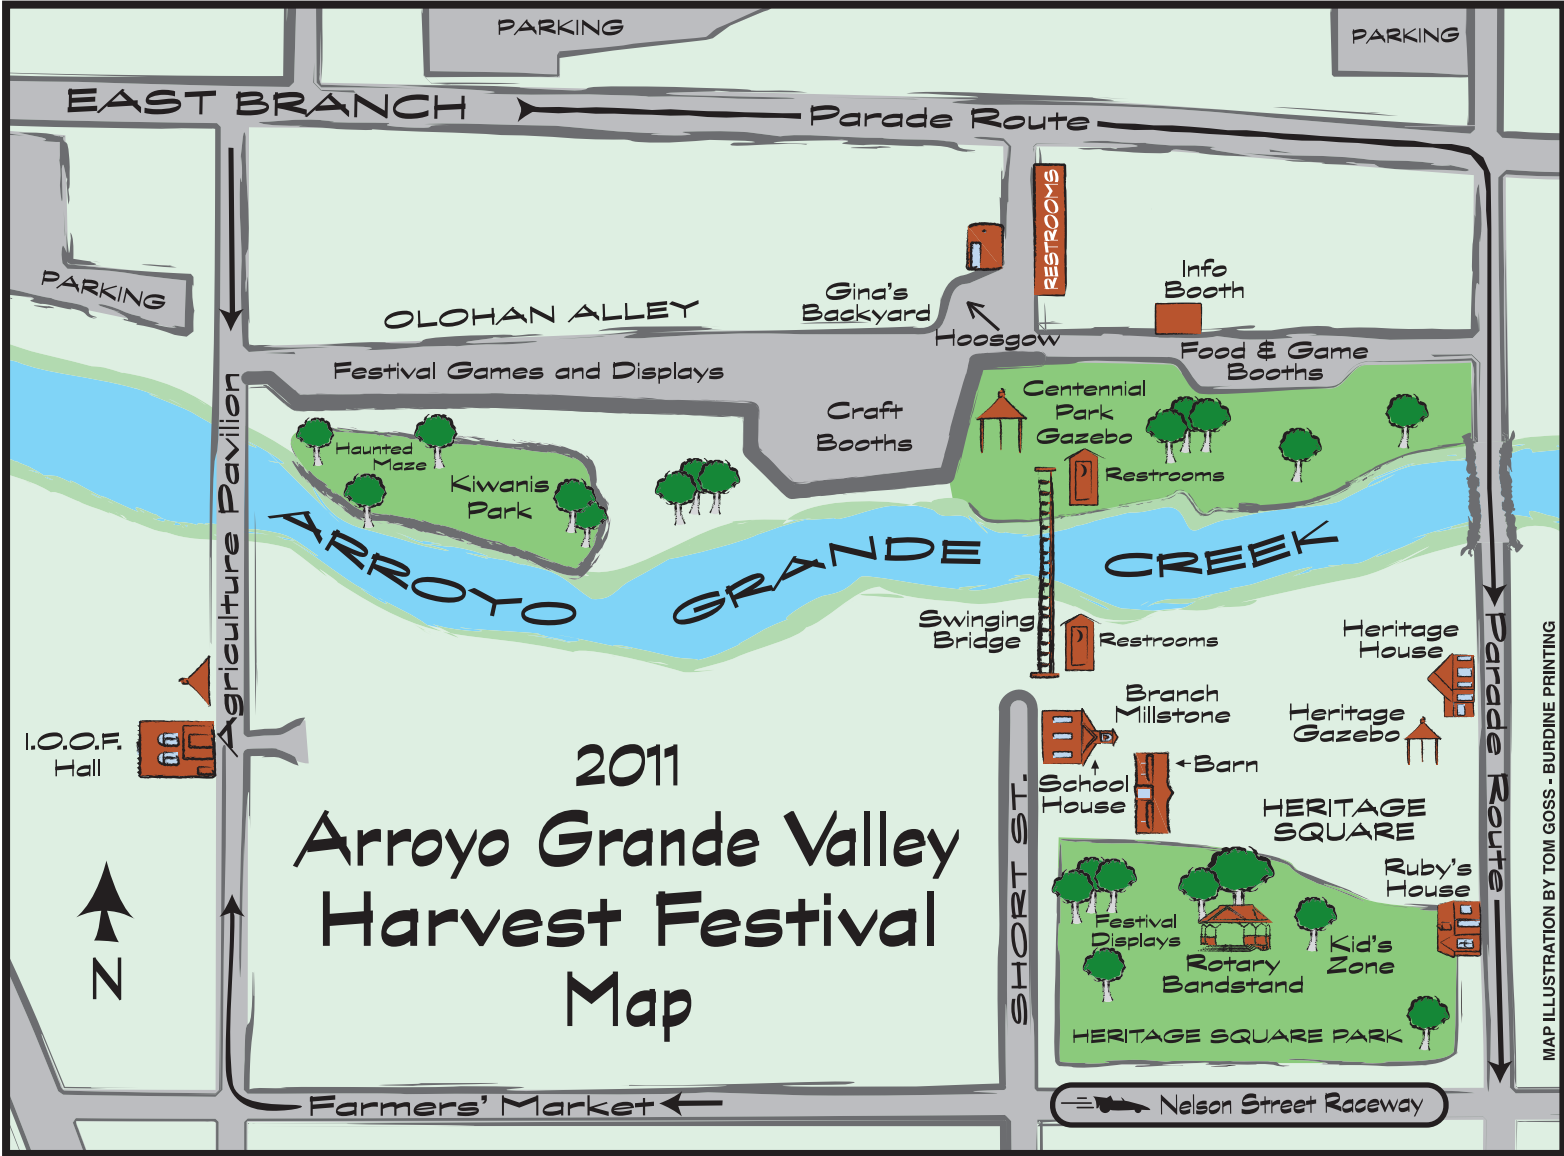 PARKING
PARKING
EAST BRANCH
Parade Route
RESTROOMS
PARKING
OLOHAN ALLEY
Gina's
Backyard
Hoosgow
Info
Booth
Festival Games and Displays
Food & Game
Booths
Craft
Booths
Centennial
Park
Gazebo
Restrooms
Haunted
Maze
Kiwanis
Park
Agriculture Pavilion
ARROYO GRANDE CREEK
Swinging
Bridge
Restrooms
Heritage
House
Parade Route
Branch
Millstone
Heritage
Gazebo
I.O.O.F.
Hall
School
House
Barn
HERITAGE
SQUARE
2011
Arroyo Grande Valley
Harvest Festival
Map
N
SHORT ST.
Ruby's
House
Festival
Displays
Rotary
Bandstand
Kid's
Zone
HERITAGE SQUARE PARK
Farmers' Market
Nelson Street Raceway
MAP ILLUSTRATION BY TOM GOSS - BURDINE PRINTING